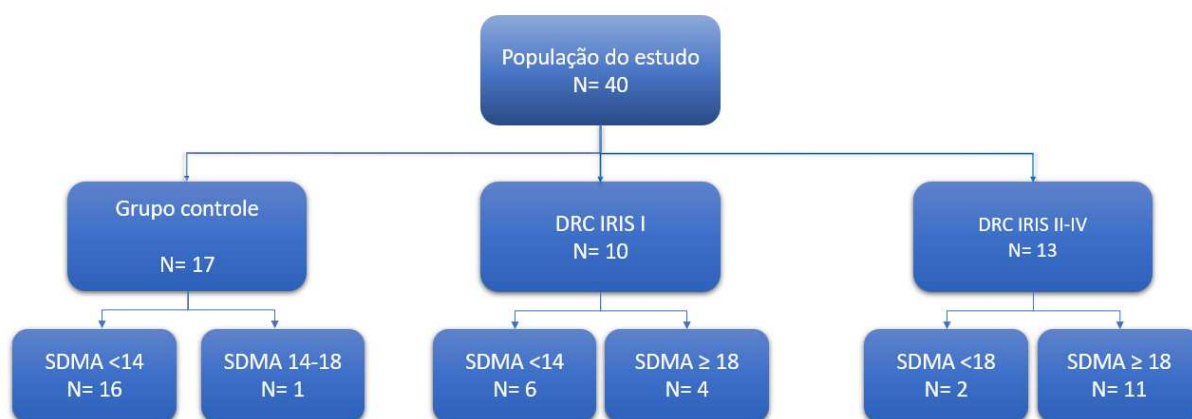 População do estudo
N= 40
Grupo controle
N= 17
DRC IRIS I
N= 10
DRC IRIS II-IV
N= 13
SDMA <14
N= 16
SDMA 14-18
N= 1
SDMA <14
N= 6
SDMA ≥ 18
N= 4
SDMA <18
N= 2
SDMA ≥ 18
N= 11